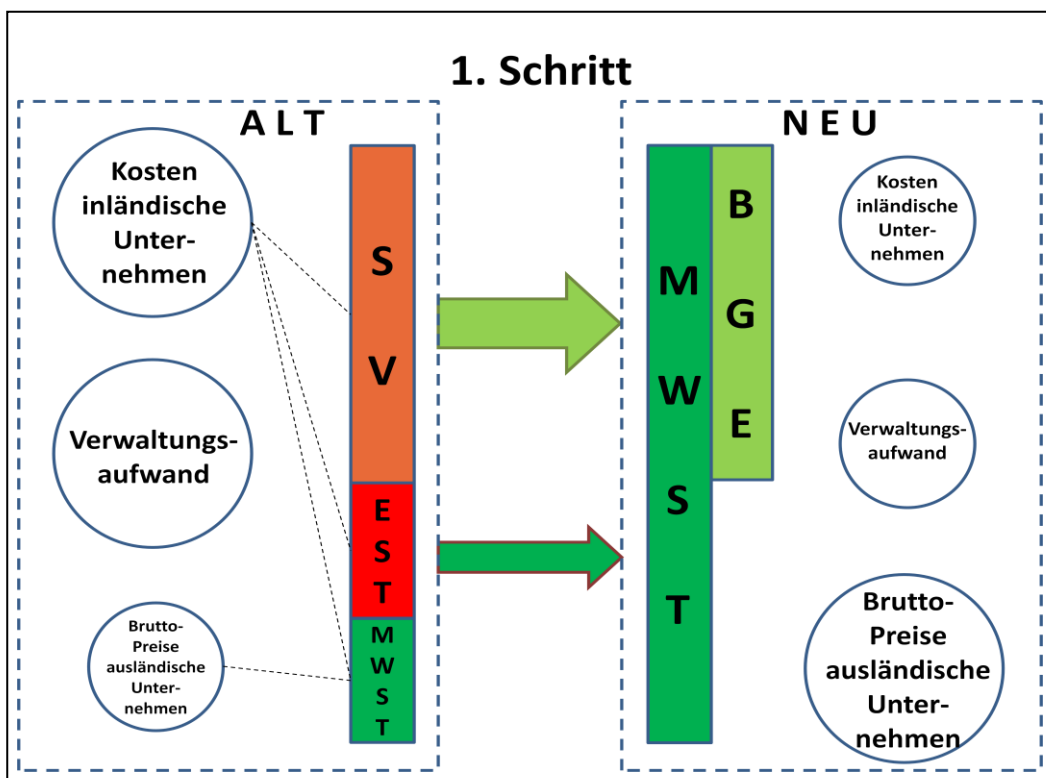 1. Schritt
A L T
Kosten
inländische
Unter-
nehmen
Verwaltungs-
aufwand
Brutto-
Preise
ausländische
Unter-
nehmen
S
V
E
S
T
M
W
S
T
N E U
M
W
S
T
B
G
E
Kosten
inländische
Unter-
nehmen
Verwaltungs-
aufwand
Brutto-
Preise
ausländische
Unter-
nehmen